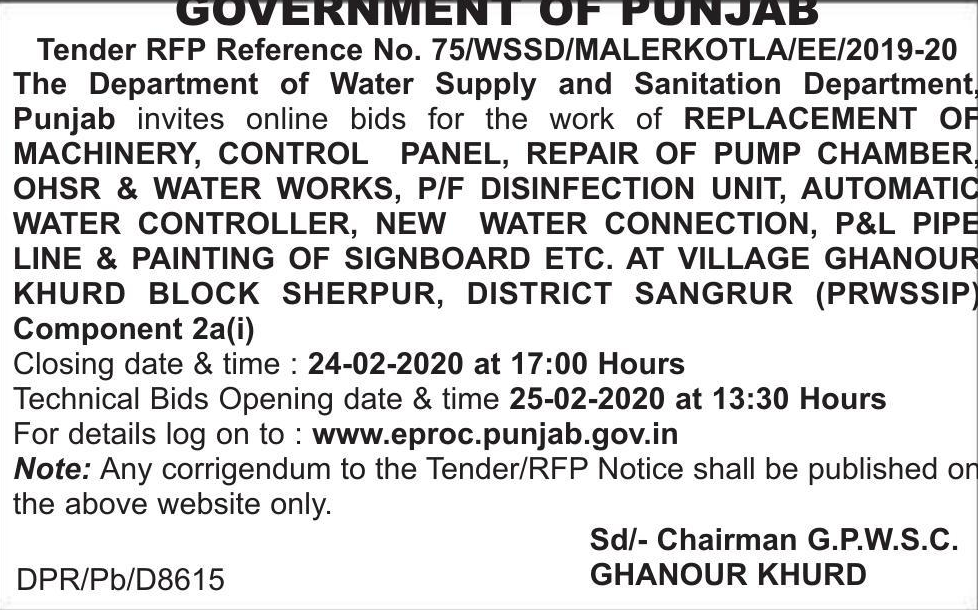 GOVERNMENT OF PUNJAB
Tender RFP Reference No. 75/WSSD/MALERKOTLA/EE/2019-20
The Department of Water Supply and Sanitation Department,
Punjab invites online bids for the work of REPLACEMENT OF
MACHINERY, CONTROL PANEL, REPAIR OF PUMP CHAMBER,
OHSR & WATER WORKS, P/F DISINFECTION UNIT, AUTOMATIC
WATER CONTROLLER, NEW WATER CONNECTION, P&L PIPE
LINE & PAINTING OF SIGNBOARD ETC. AT VILLAGE GHANOUR
KHURD BLOCK SHERPUR, DISTRICT SANGRUR (PRWSSIP)
Component 2a(i)
Closing date & time : 24-02-2020 at 17:00 Hours
Technical Bids Opening date & time 25-02-2020 at 13:30 Hours
For details log on to : www.eproc.punjab.gov.in
Note: Any corrigendum to the Tender/RFP Notice shall be published on
the above website only.
Sd/- Chairman G.P.W.S.C.
GHANOUR KHURD
DPR/Pb/D8615